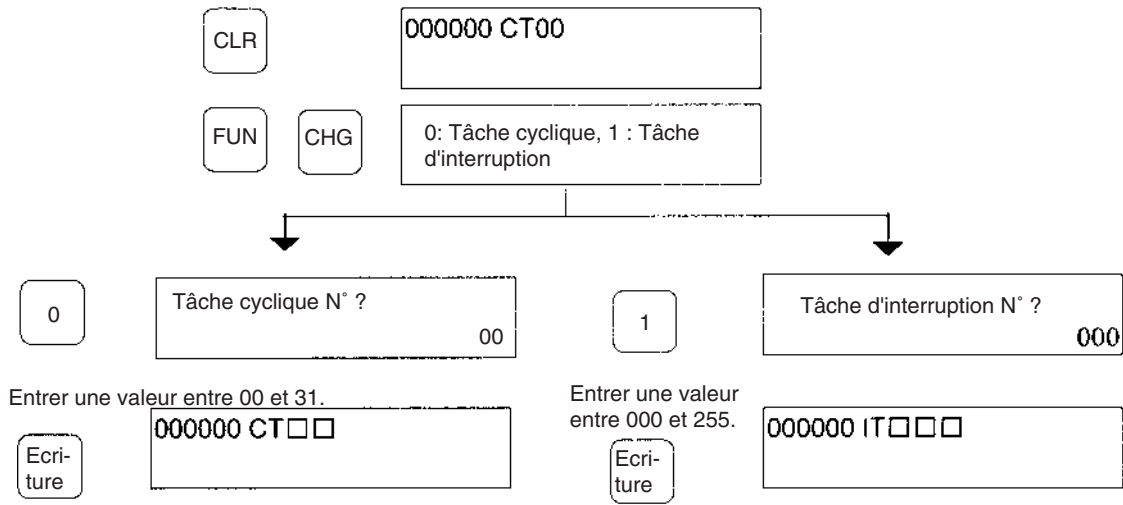 CLR
000000 CT00
FUN
CHG
0: Tâche cyclique, 1 : Tâche
d'interruption
0
Tâche cyclique N° ?
00
1
Tâche d'interruption N° ?
000
Entrer une valeur entre 00 et 31.
Entrer une valeur
entre 000 et 255.
Ecri-
ture
000000 CT□□
Ecri-
ture
000000 IT□□□